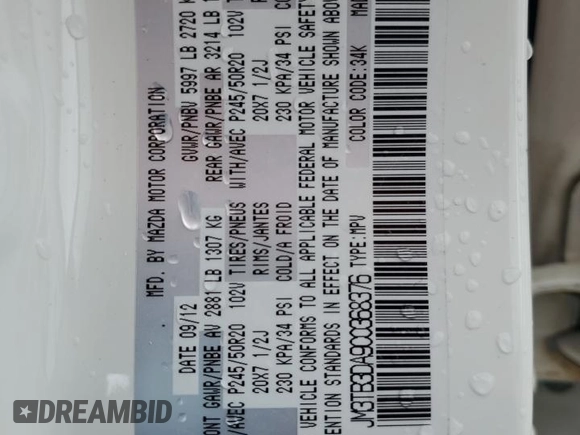 MFD. BY MAZDA MOTOR CORPORATION
DATE 09/12 GVWR/PNBV 5997 LB 2720
ONT GAWR/PNBE AV 2881 LB 1307 KG REAR GAWR/PNBE AR 3214 LB
/AVEC P245/50R20 102V TIRES/PNEUS WITH/AVEC P245/50R20 102V
20X7 1/2J RIMS/JANTES 20X7 1/2J
230 KPA/34 PSI COLD/A FROID 230 KPA/34 PSI
VEHICLE CONFORMS TO ALL APPLICABLE FEDERAL MOTOR VEHICLE SAFETY
ENTION STANDARDS IN EFFECT ON THE DATE OF MANUFACTURE SHOWN ABOVE
JM3TB3DA9C0368376 TYPE: MPV COLOR CODE: 34K MA
DREAMBID